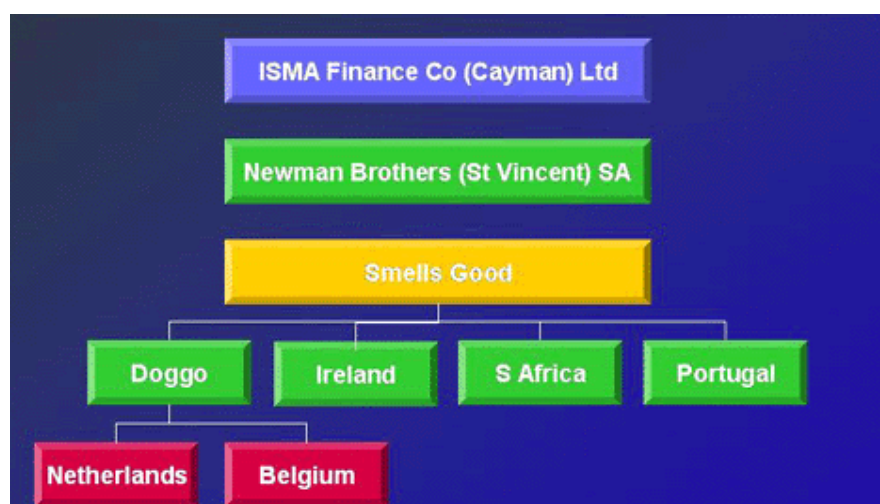 ISMA Finance Co (Cayman) Ltd
Newman Brothers (St Vincent) SA
Smells Good
Doggo
Ireland
S Africa
Portugal
Netherlands
Belgium